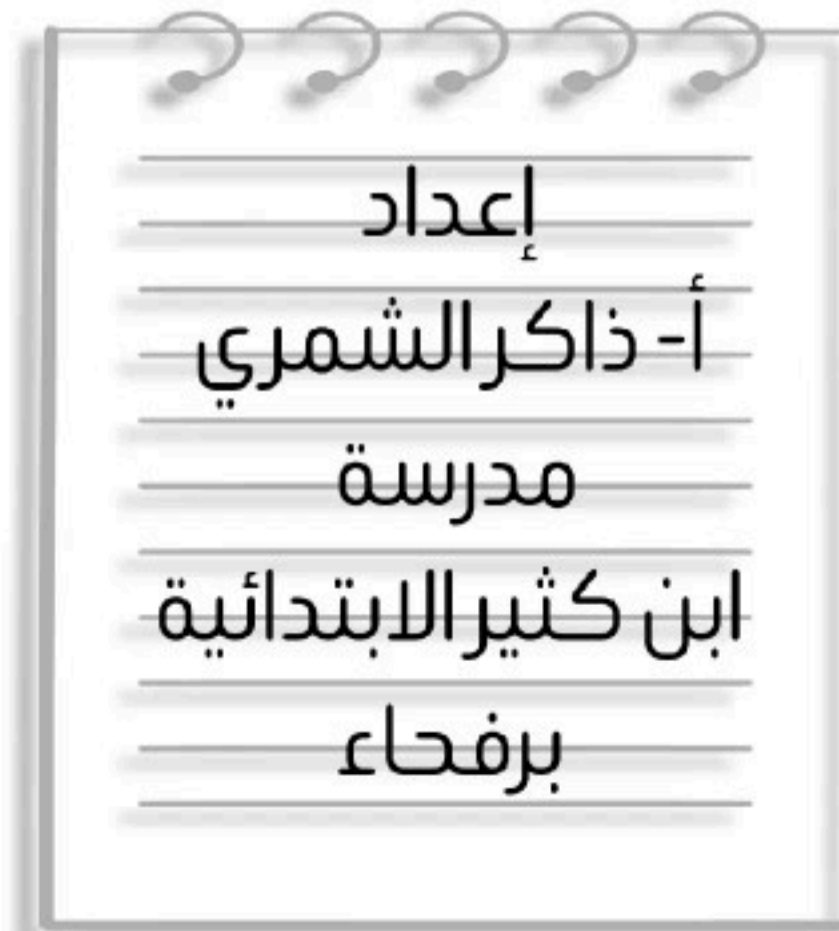 إعداد
أ- ذاكر الشمري
مدرسة
ابن كثير الابتدائية
برفحاء